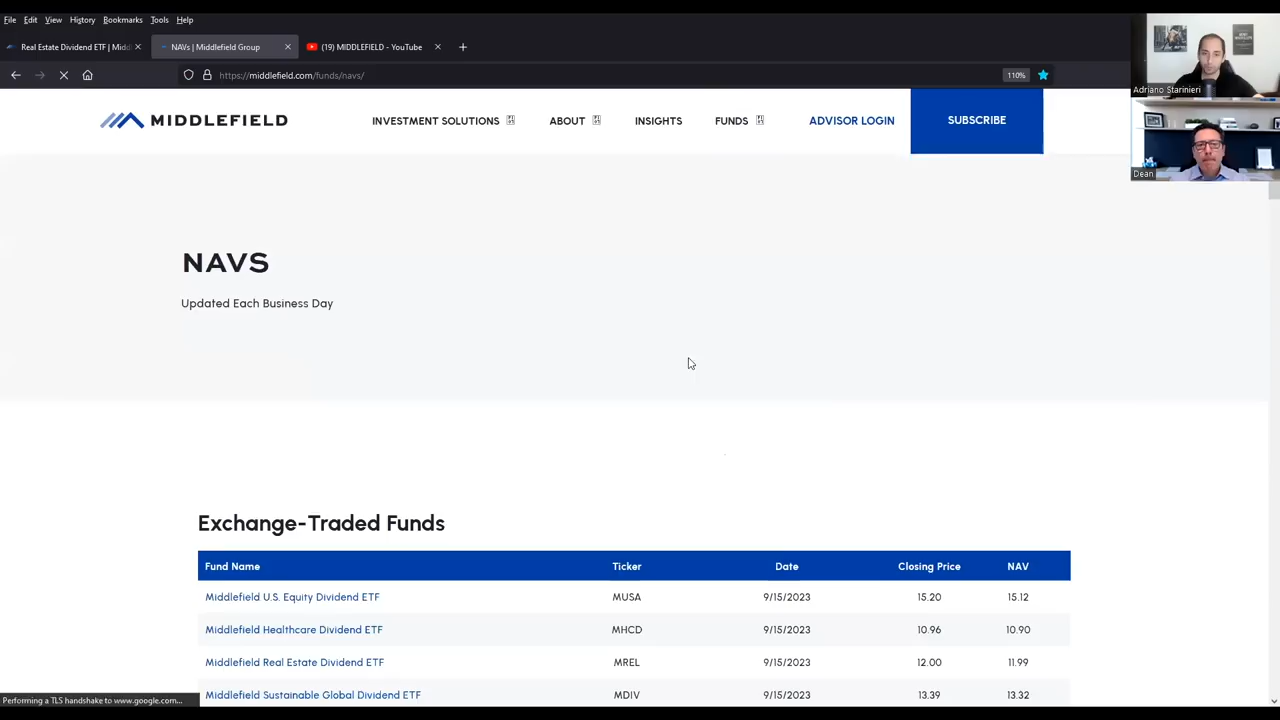 File Edit View History Bookmarks Tools Help
Real Estate Dividend ETF | Middl
NAVs | Middlefield Group
(19) MIDDLEFIELD - YouTube
https://middlefield.com/funds/navs/
110%
Adriano Starinieri
Dean
MIDDLEFIELD
INVESTMENT SOLUTIONS
ABOUT
INSIGHTS
FUNDS
ADVISOR LOGIN
SUBSCRIBE
NAVS
Updated Each Business Day
Exchange-Traded Funds
Fund Name Ticker Date Closing Price NAV
Middlefield U.S. Equity Dividend ETF MUSA 9/15/2023 15.20 15.12
Middlefield Healthcare Dividend ETF MHCD 9/15/2023 10.96 10.90
Middlefield Real Estate Dividend ETF MREL 9/15/2023 12.00 11.99
Middlefield Sustainable Global Dividend ETF MDIV 9/15/2023 13.39 13.32
Performing a TLS handshake to www.google.com...